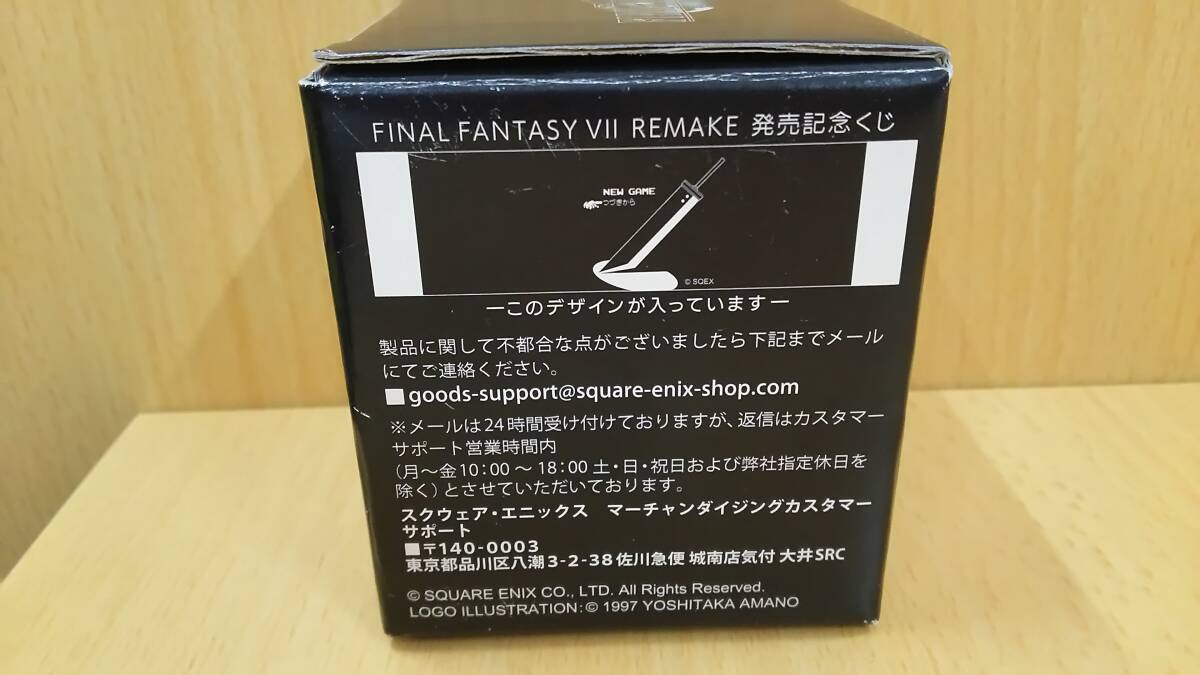 FINAL FANTASY VII REMAKE 発売記念くじ
NEW GAME
つづきから
© SQEX
ーこのデザインが入っていますー
製品に関して不都合な点がございましたら下記までメール
にてご連絡ください。
■goods-support@square-enix-shop.com
※メールは24時間受け付けておりますが、返信はカスタマー
サポート営業時間内
(月～金10:00～18:00 土・日・祝日および弊社指定休日を
除く)とさせていただいております。
スクウェア・エニックス　マーチャンダイジングカスタマー
サポート
■〒140-0003
東京都品川区八潮3-2-38佐川急便 城南店気付 大井SRC
© SQUARE ENIX CO., LTD. All Rights Reserved.
LOGO ILLUSTRATION: © 1997 YOSHITAKA AMANO